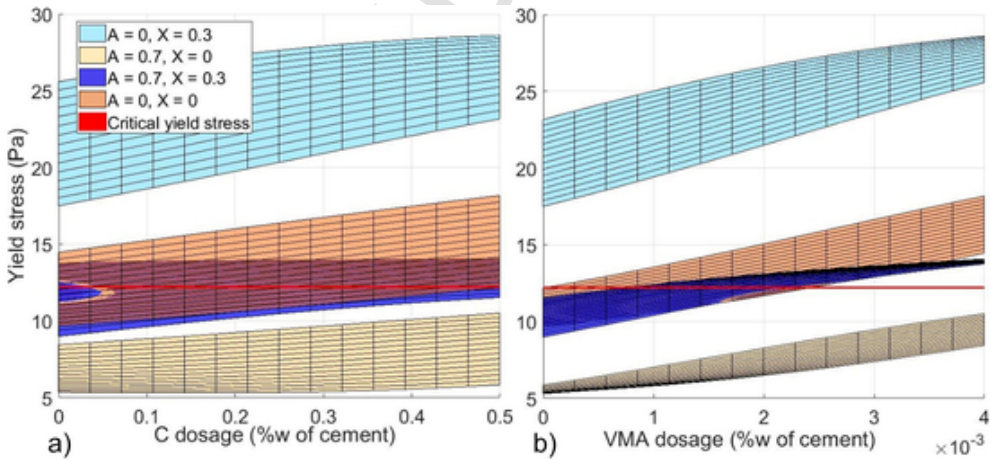 30
25
20
15
10
5
Yield stress (Pa)
A = 0, X = 0.3
A = 0.7, X = 0
A = 0.7, X = 0.3
A = 0, X = 0
Critical yield stress
0
0.1
0.2
0.3
0.4
0.5
a)
C dosage (%w of cement)
30
25
20
15
10
5
0
1
2
3
4
b)
VMA dosage (%w of cement)
×10⁻³